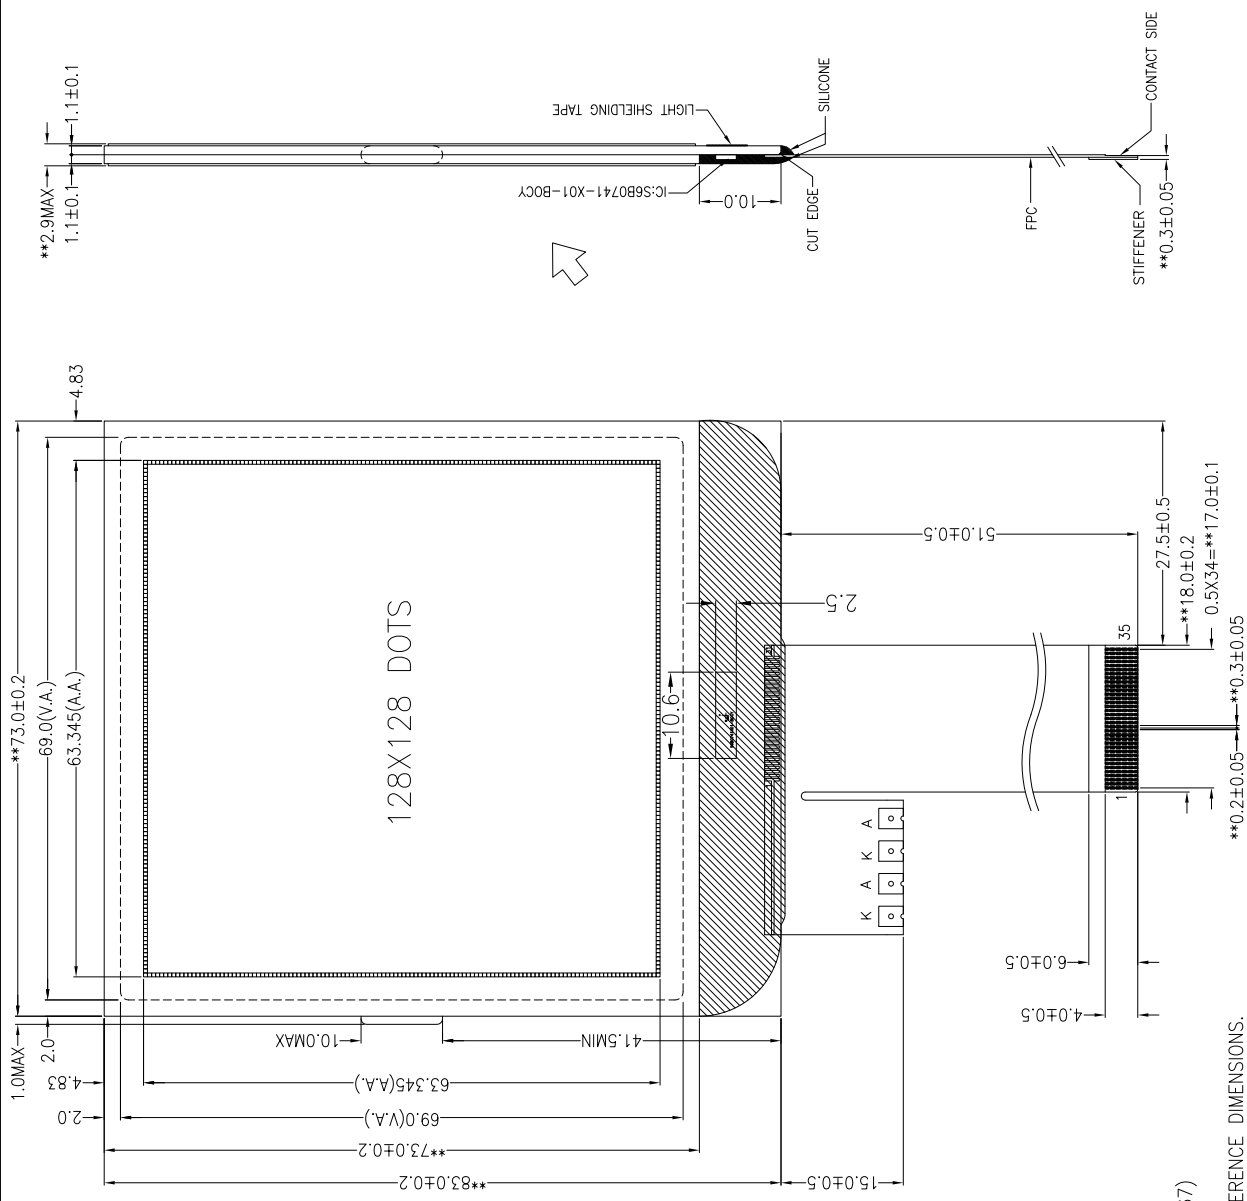 1.1±0.1
**2.9MAX
1.1±0.1
LIGHT SHIELDING TAPE
IC:S6B0741-X01-B0CY
10.0
SILICONE
CUT EDGE
FPC
CONTACT SIDE
STIFFENER
**0.3±0.05
**73.0±0.2
69.0(V.A.)
63.345(A.A.)
4.83
128X128 DOTS
10.6
2.5
51.0±0.5
27.5±0.5
**18.0±0.2
0.5X34=**17.0±0.1
1
35
**0.2±0.05
**0.3±0.05
K
A
K
A
6.0±0.5
4.0±0.5
1.0MAX
2.0
4.83
2.0
10.0MAX
41.5MIN
63.345(A.A.)
69.0(V.A.)
**73.0±0.2
**83.0±0.2
15.0±0.5
7)
ERENCE DIMENSIONS.